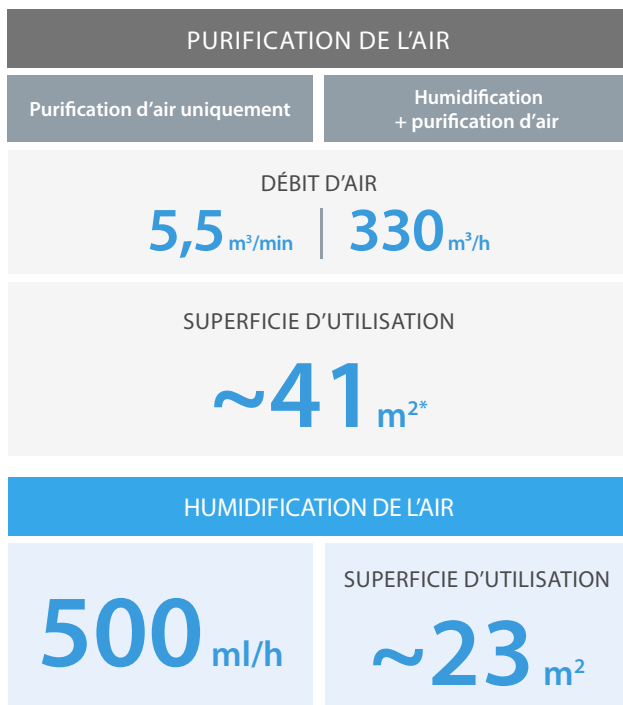 PURIFICATION DE L’AIR
Purification d’air uniquement
Humidification
+ purification d’air
DÉBIT D’AIR
5,5 m³/min | 330 m³/h
SUPERFICIE D’UTILISATION
~41 m²*
HUMIDIFICATION DE L’AIR
500 ml/h
SUPERFICIE D’UTILISATION
~23 m²